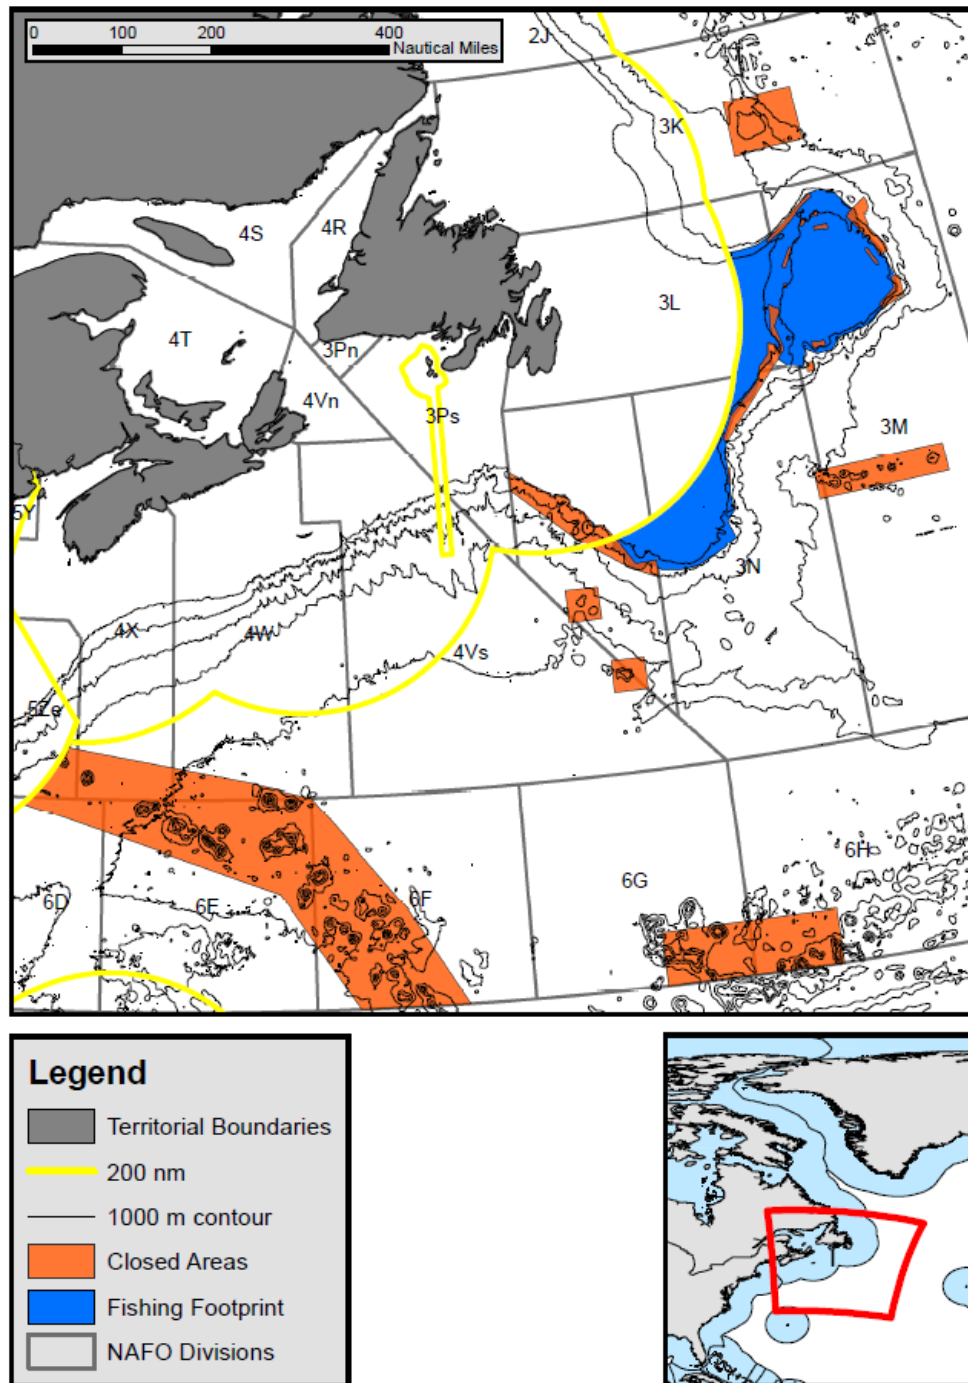 0 100 200 400
Nautical Miles
2J
3K
4S
4R
3L
4T
3Pn
4Vn
3Ps
3M
5Y
3O
3N
4X
4W
4Vs
5Ze
6H
6G
6D
6E
6F
Legend
Territorial Boundaries
200 nm
1000 m contour
Closed Areas
Fishing Footprint
NAFO Divisions